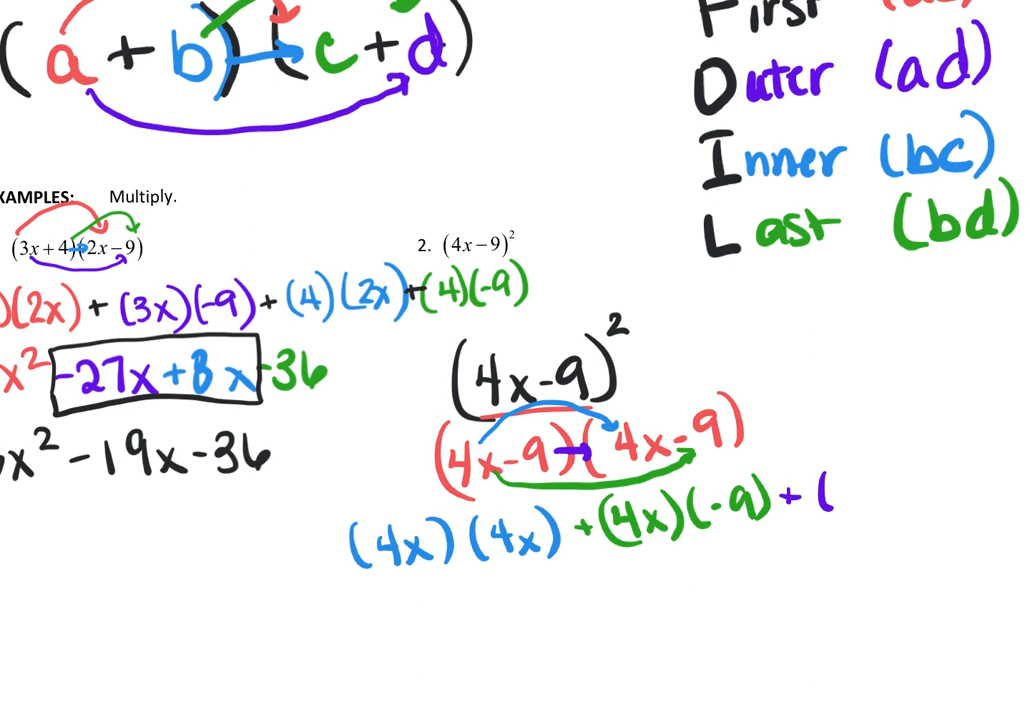 (a + b)(c + d)
First
Outer (ad)
Inner (bc)
Last (bd)
XAMPLES: Multiply.
(3x + 4)(2x − 9)
)(2x) + (3x)(-9) + (4)(2x) + (4)(-9)
x² -27x + 8x -36
x² - 19x - 36
2. (4x − 9)²
(4x - 9)²
(4x - 9)(4x - 9)
(4x)(4x) + (4x)(-9) + (